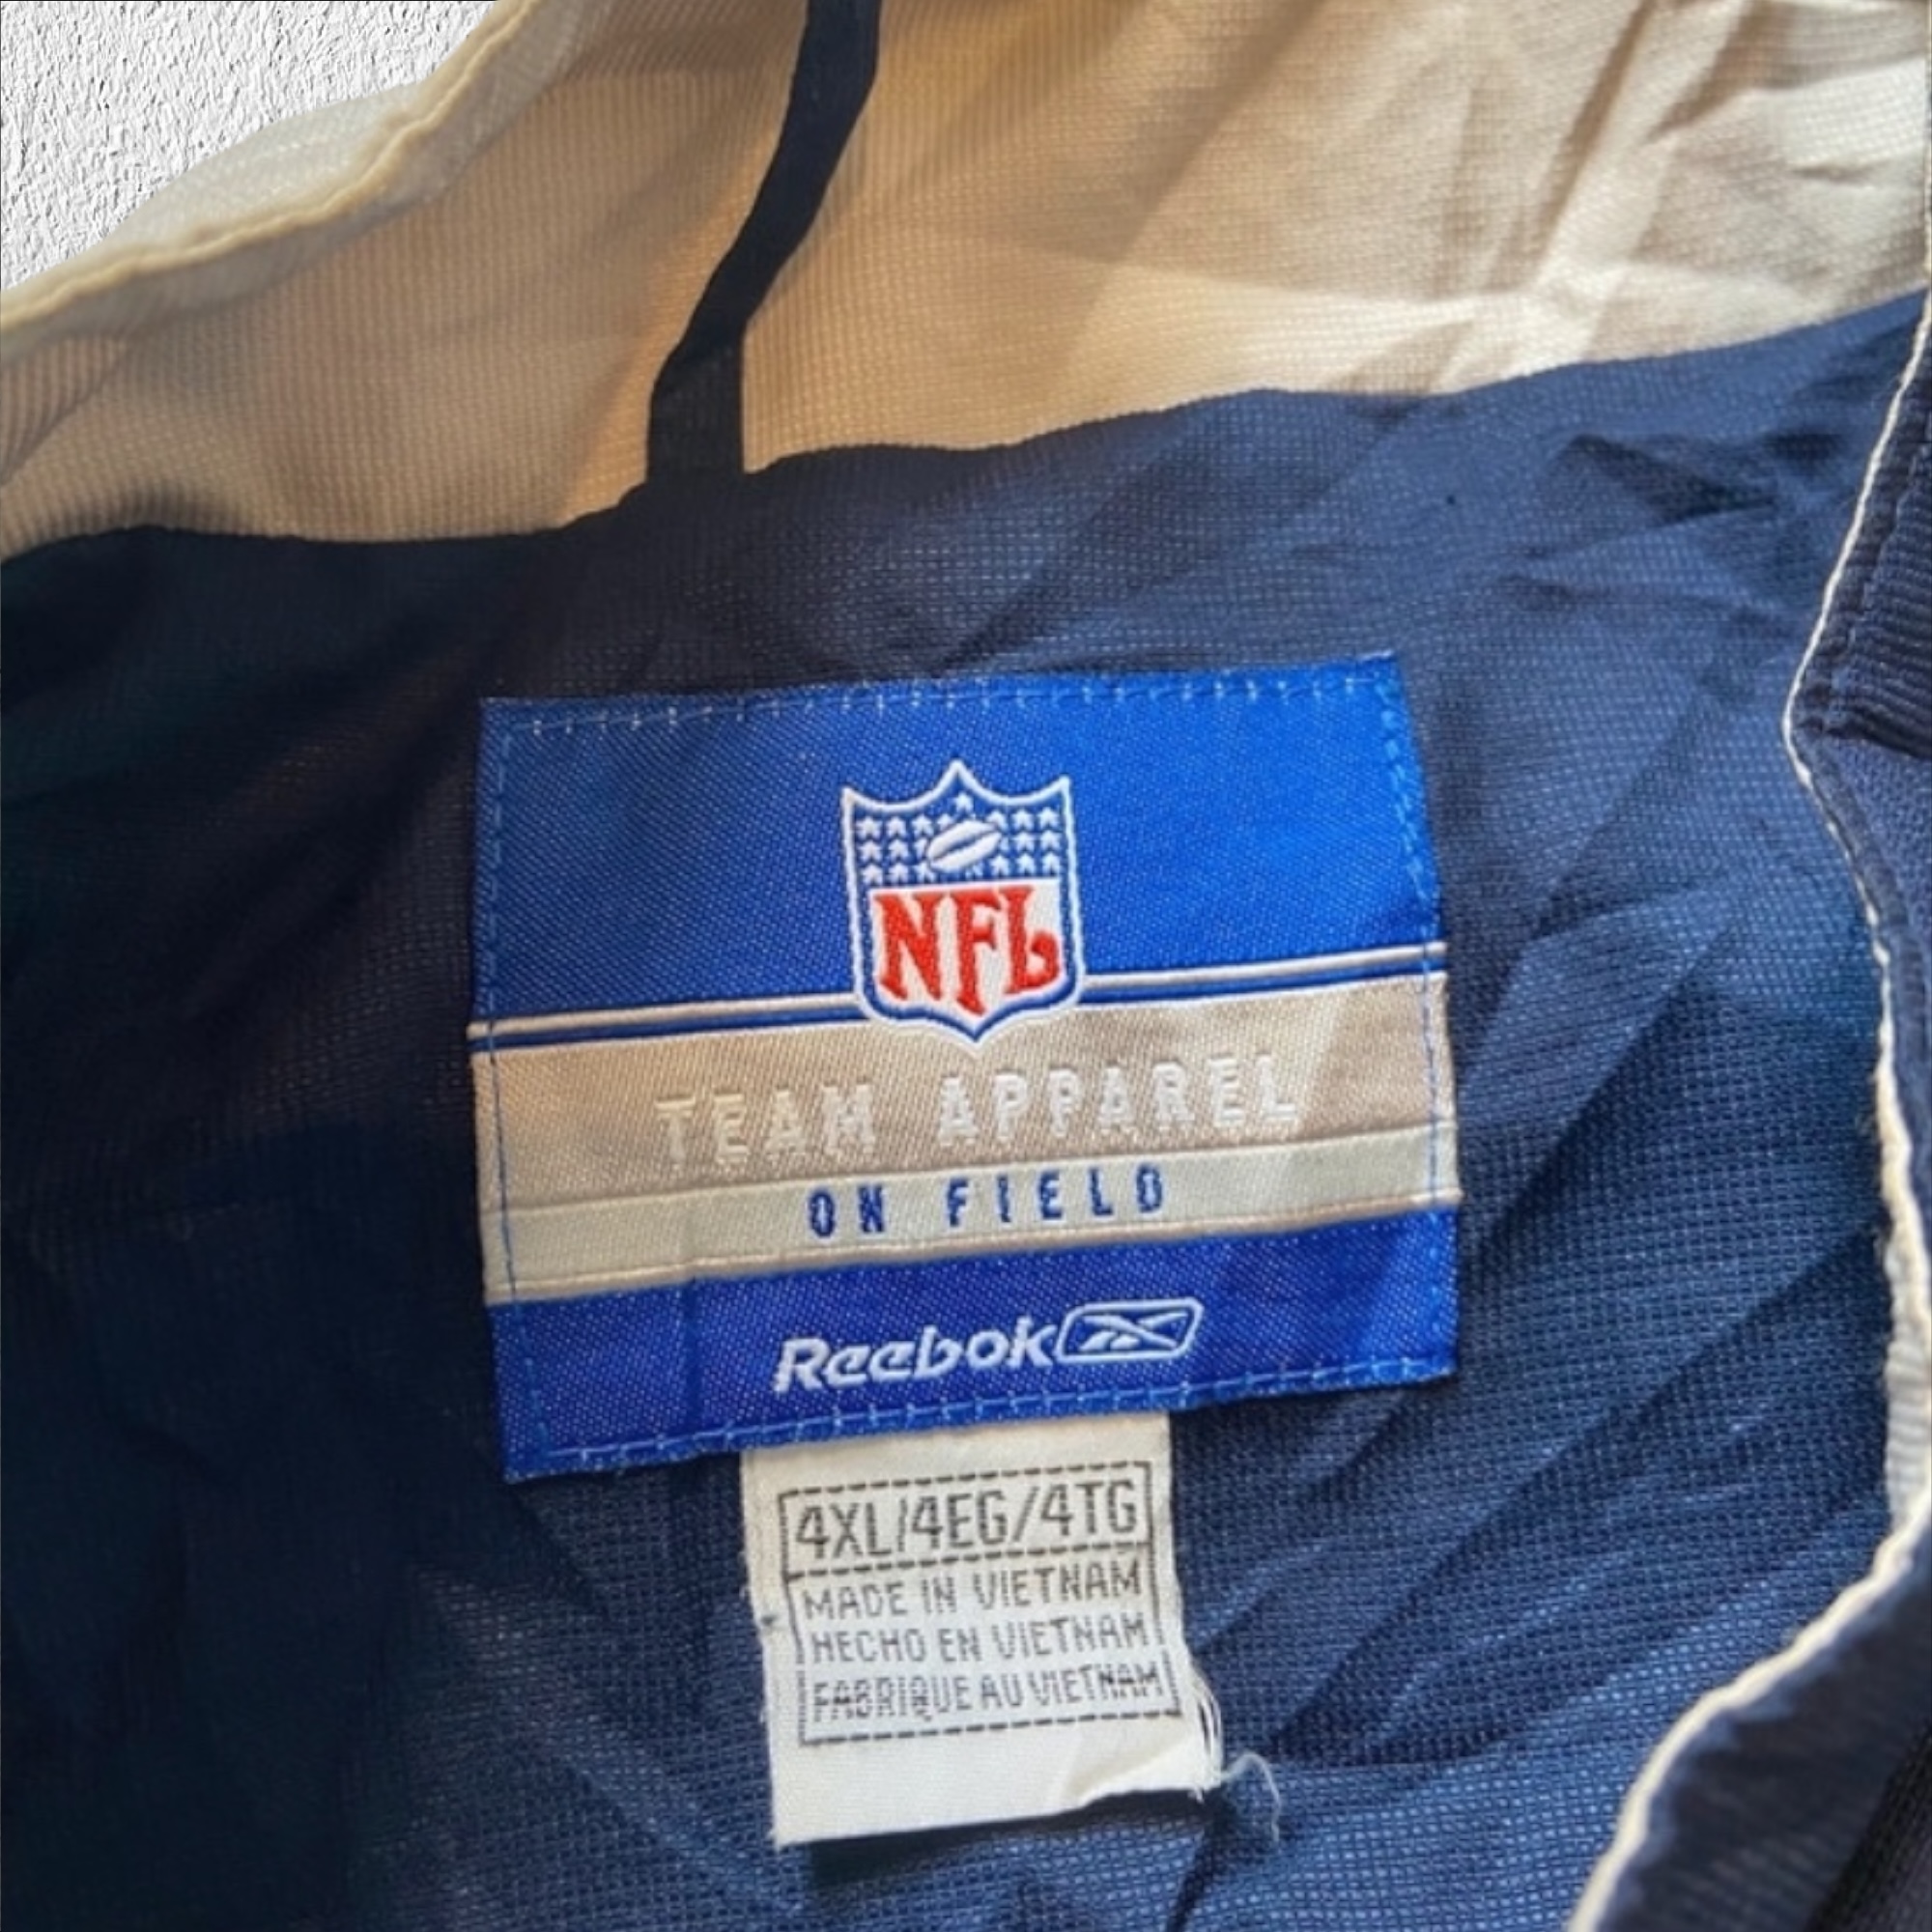 NFL
TEAM APPAREL
ON FIELD
Reebok
4XL/4EG/4TG
MADE IN VIETNAM
HECHO EN VIETNAM
FABRIQUE AU VIETNAM